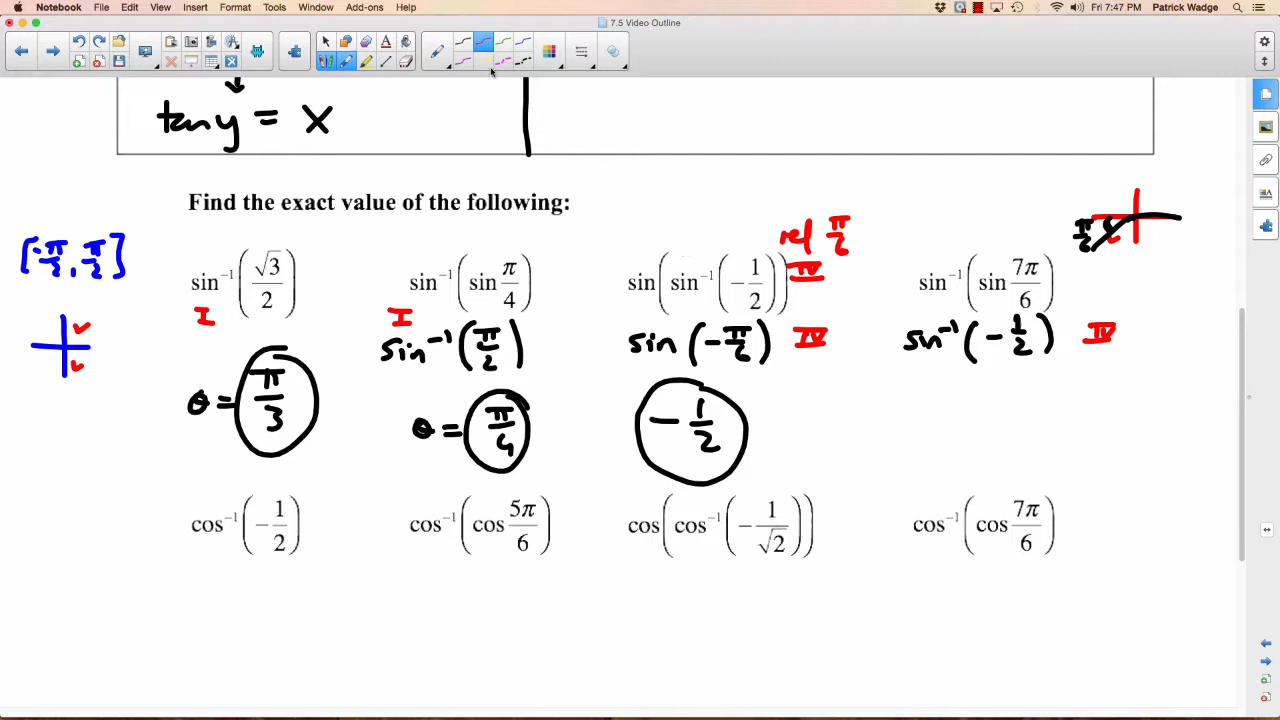 Notebook File Edit View Insert Format Tools Window Add-ons Help Fri 7:47 PM Patrick Wadge
7.5 Video Outline
tan y = x
Find the exact value of the following:
[-π/2, π/2]
sin⁻¹(√3/2)
I
θ = π/3
sin⁻¹(sin π/4)
I
sin⁻¹(π/2)
θ = π/4
ref π/6
sin(sin⁻¹(-1/2))
IV
sin(-π/6) IV
-1/2
π/6
sin⁻¹(sin 7π/6)
sin⁻¹(-1/2) IV
cos⁻¹(-1/2)
cos⁻¹(cos 5π/6)
cos(cos⁻¹(-1/√2))
cos⁻¹(cos 7π/6)